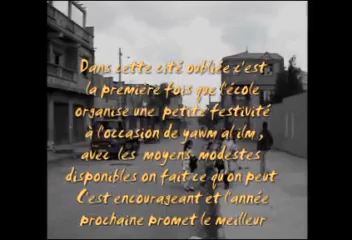 Dans cette cité oubliée c'est
la première fois que l'école
organise une petite festivité
à l'occasion de yawm al ilm ,
avec les moyens modestes
disponibles on fait ce qu'on peut
C'est encourageant et l'année
prochaine promet le meilleur